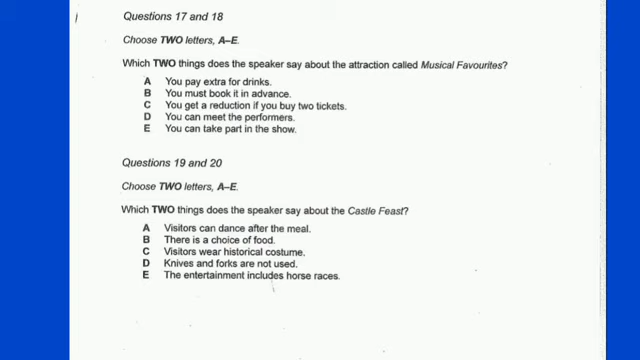 Questions 17 and 18
Choose TWO letters, A–E.
Which TWO things does the speaker say about the attraction called Musical Favourites?
A You pay extra for drinks.
B You must book it in advance.
C You get a reduction if you buy two tickets.
D You can meet the performers.
E You can take part in the show.
Questions 19 and 20
Choose TWO letters, A–E.
Which TWO things does the speaker say about the Castle Feast?
A Visitors can dance after the meal.
B There is a choice of food.
C Visitors wear historical costume.
D Knives and forks are not used.
E The entertainment includes horse races.